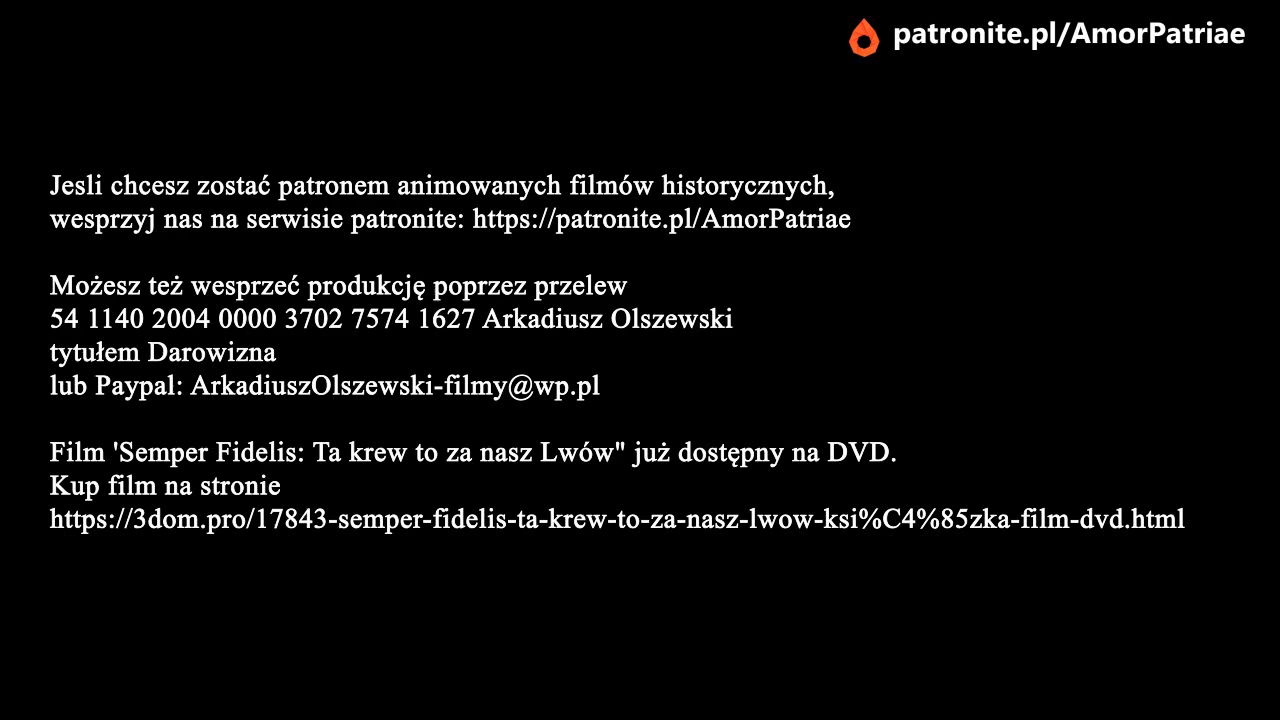 patronite.pl/AmorPatriae
Jesli chcesz zostać patronem animowanych filmów historycznych,
wesprzyj nas na serwisie patronite: https://patronite.pl/AmorPatriae
Możesz też wesprzeć produkcję poprzez przelew
54 1140 2004 0000 3702 7574 1627 Arkadiusz Olszewski
tytułem Darowizna
lub Paypal: ArkadiuszOlszewski-filmy@wp.pl
Film 'Semper Fidelis: Ta krew to za nasz Lwów" już dostępny na DVD.
Kup film na stronie
https://3dom.pro/17843-semper-fidelis-ta-krew-to-za-nasz-lwow-ksi%C4%85zka-film-dvd.html